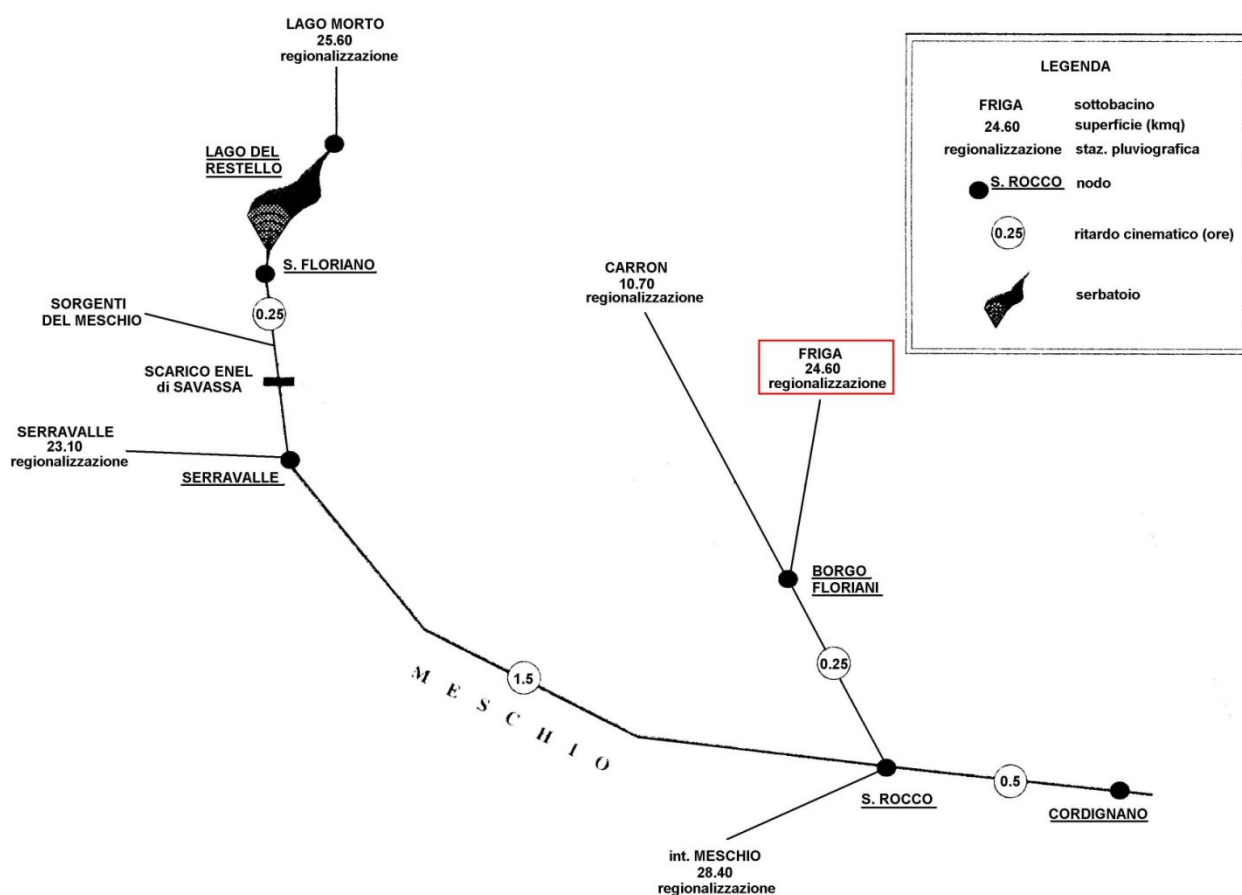 LAGO MORTO
25.60
regionalizzazione
LAGO DEL
RESTELLO
S. FLORIANO
SORGENTI
DEL MESCHIO
0.25
SCARICO ENEL
di SAVASSA
SERRAVALLE
23.10
regionalizzazione
SERRAVALLE
1.5
MESCHIO
CARRON
10.70
regionalizzazione
FRIGA
24.60
regionalizzazione
BORGO
FLORIANI
0.25
S. ROCCO
0.5
CORDIGNANO
int. MESCHIO
28.40
regionalizzazione
LEGENDA
FRIGA sottobacino
24.60 superficie (kmq)
regionalizzazione staz. pluviografica
S. ROCCO nodo
0.25 ritardo cinematico (ore)
serbatoio